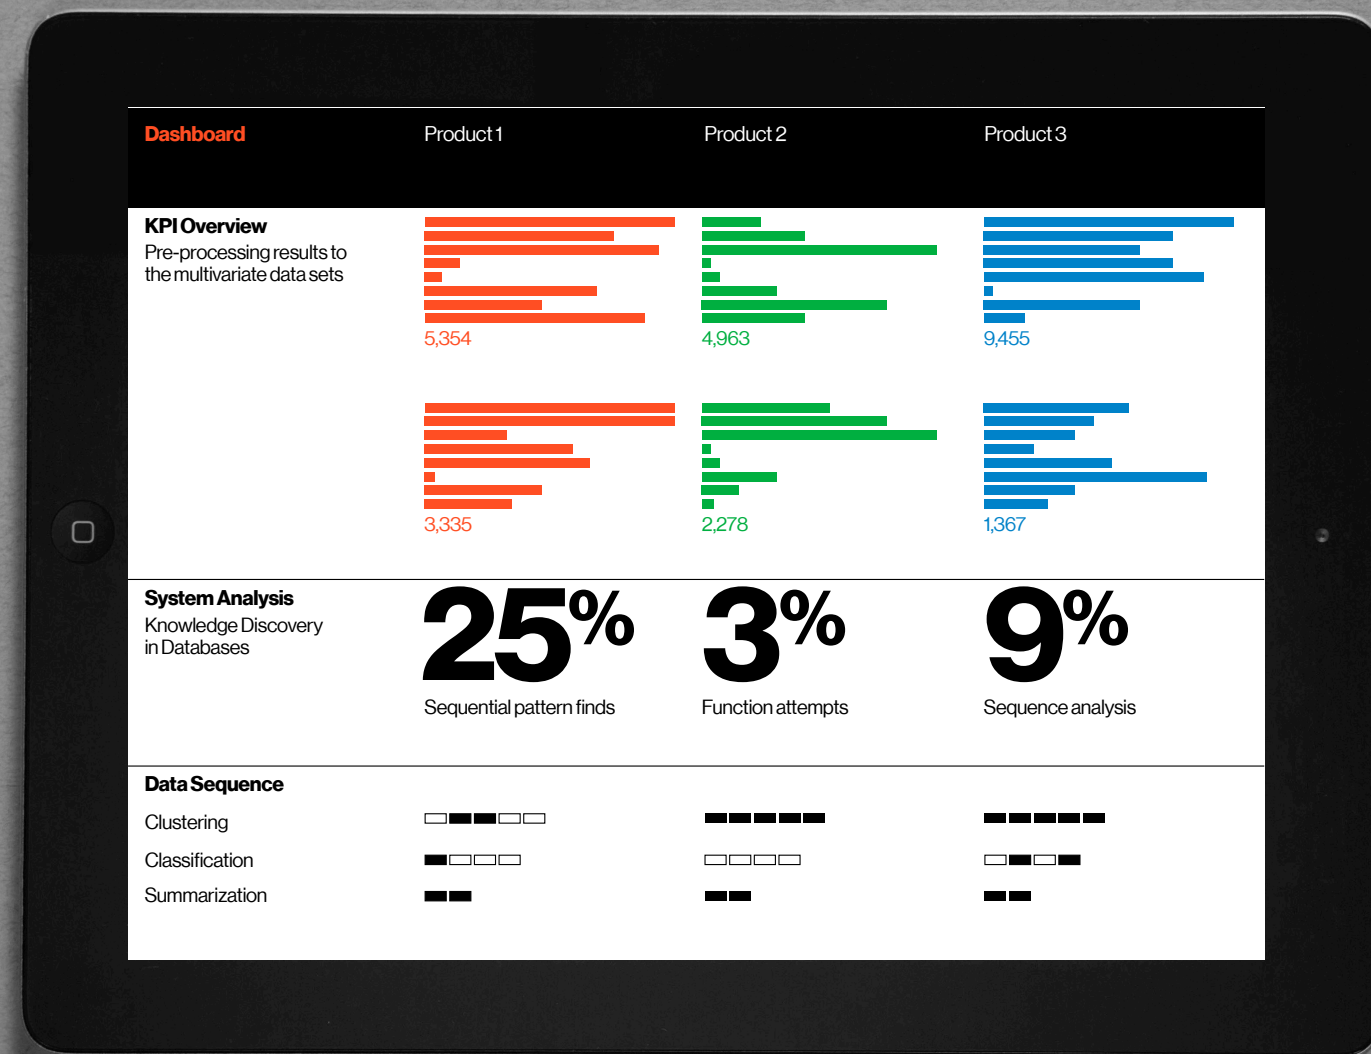 Dashboard
Product 1
Product 2
Product 3
KPI Overview
Pre-processing results to
the multivariate data sets
5,354
4,963
9,455
3,335
2,278
1,367
System Analysis
Knowledge Discovery
in Databases
25%
Sequential pattern finds
3%
Function attempts
9%
Sequence analysis
Data Sequence
Clustering
Classification
Summarization